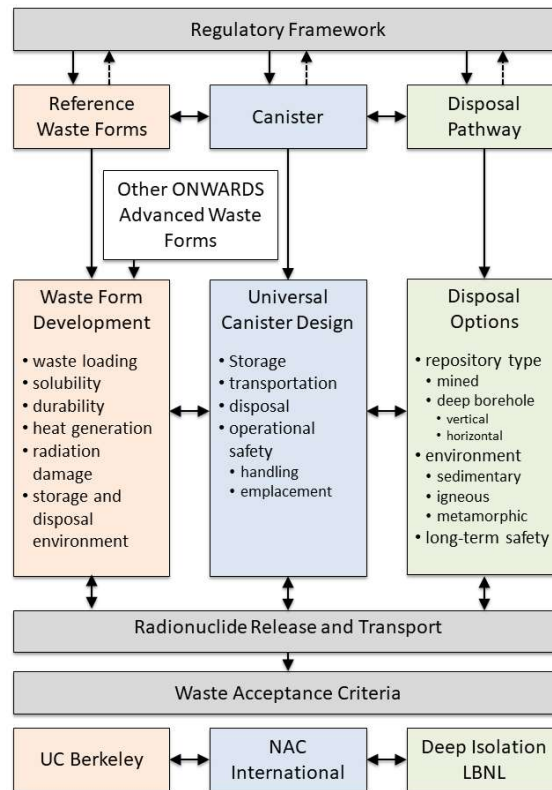 Regulatory Framework
Reference
Waste Forms
Canister
Disposal
Pathway
Other ONWARDS
Advanced Waste
Forms
Waste Form
Development
• waste loading
• solubility
• durability
• heat generation
• radiation
damage
• storage and
disposal
environment
Universal
Canister Design
• Storage
• transportation
• disposal
• operational
safety
• handling
• emplacement
Disposal
Options
• repository type
• mined
• deep borehole
• vertical
• horizontal
• environment
• sedimentary
• igneous
• metamorphic
• long-term safety
Radionuclide Release and Transport
Waste Acceptance Criteria
UC Berkeley
NAC
International
Deep Isolation
LBNL